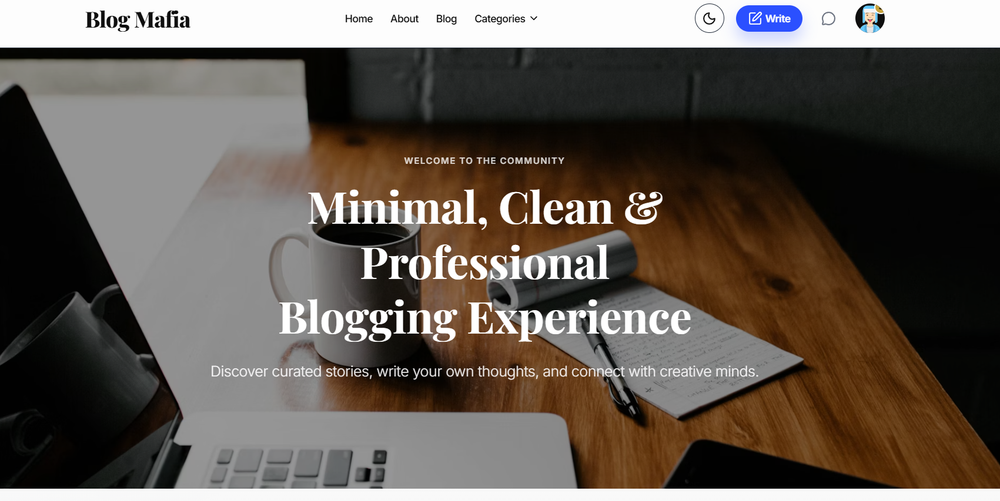 Blog Mafia
Home
About
Blog
Categories
Write
WELCOME TO THE COMMUNITY
Minimal, Clean &
Professional
Blogging Experience
Discover curated stories, write your own thoughts, and connect with creative minds.